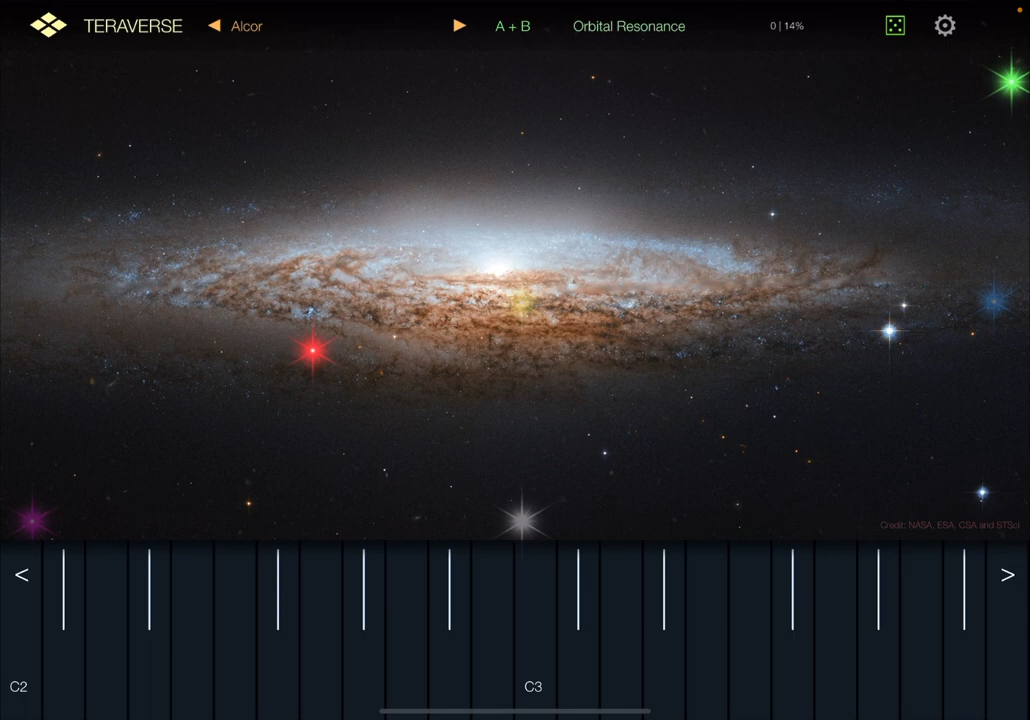 TERAVERSE
Alcor
A + B
Orbital Resonance
0 | 14%
Credit: NASA, ESA, CSA and STScI
<
>
C2
C3